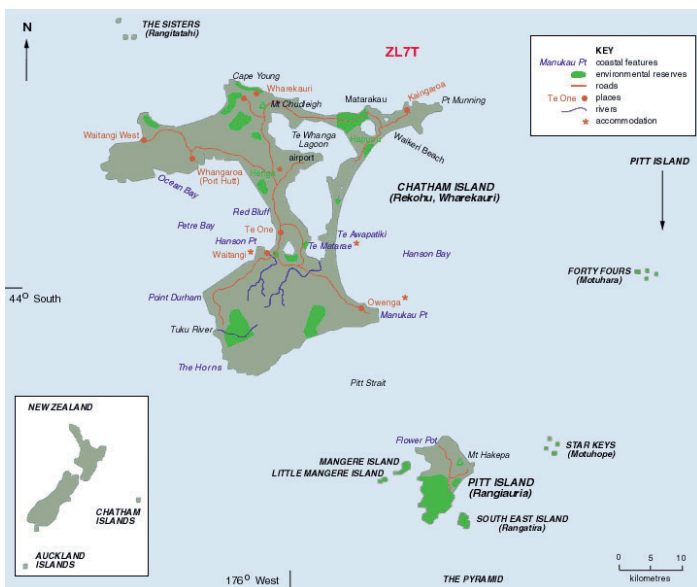 THE SISTERS
(Rangitatahi)
N
ZL7T
KEY
Manukau Pt coastal features
environmental reserves
roads
Te One places
rivers
accommodation
Cape Young
Wharekauri
Mt Chudleigh
Matarakau
Kaingaroa
Pt Munning
Waitangi West
Te Whanga
Lagoon
Hapupu
Waikeri Beach
airport
Whangaroa
(Port Hutt)
Henga
PITT ISLAND
Ocean Bay
CHATHAM ISLAND
(Rekohu, Wharekauri)
Red Bluff
Petre Bay
Te One
Te Awapatiki
Hanson Pt
Te Matarae
Waitangi
Hanson Bay
FORTY FOURS
(Motuhara)
44o South
Point Durham
Owenga
Manukau Pt
Tuku River
The Horns
Pitt Strait
NEW ZEALAND
CHATHAM
ISLANDS
AUCKLAND
ISLANDS
Flower Pot
Mt Hakepa
STAR KEYS
(Motuhope)
MANGERE ISLAND
LITTLE MANGERE ISLAND
PITT ISLAND
(Rangiauria)
SOUTH EAST ISLAND
(Rangatira)
0 5 10
kilometres
176o West
THE PYRAMID